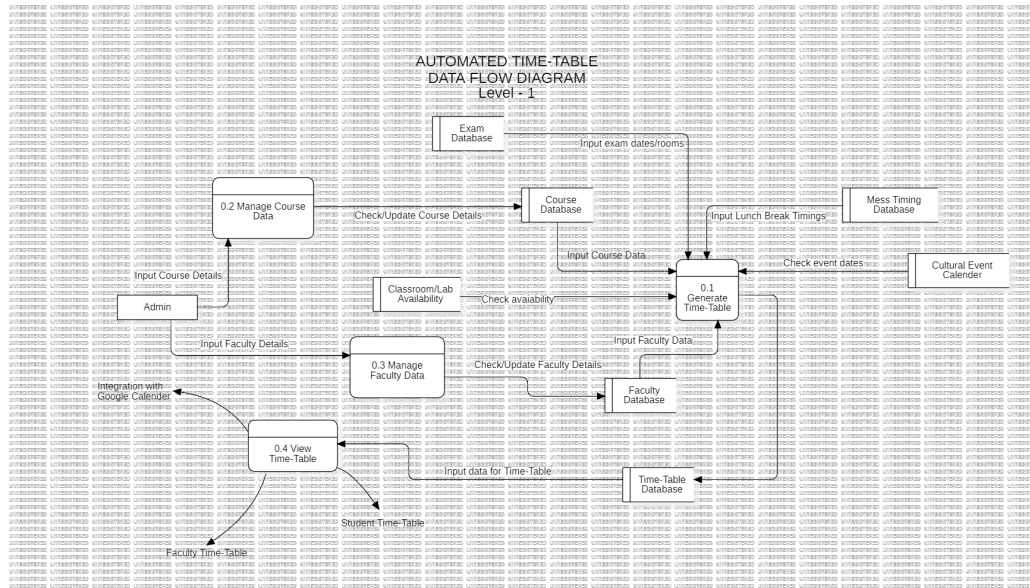 AUTOMATED TIME-TABLE
DATA FLOW DIAGRAM
Level - 1
Exam
Database
Input exam dates/rooms
0.2 Manage Course
Data
Check/Update Course Details
Course
Database
Mess Timing
Database
Input Lunch Break Timings
Input Course Data
Check event dates
Cultural Event
Calender
Input Course Details
Classroom/Lab
Availability
Check avaiability
0.1
Generate
Time-Table
Admin
Input Faculty Details
0.3 Manage
Faculty Data
Input Faculty Data
Check/Update Faculty Details
Faculty
Database
Integration with
Google Calender
0.4 View
Time-Table
Input data for Time-Table
Time-Table
Database
Student Time-Table
Faculty Time-Table